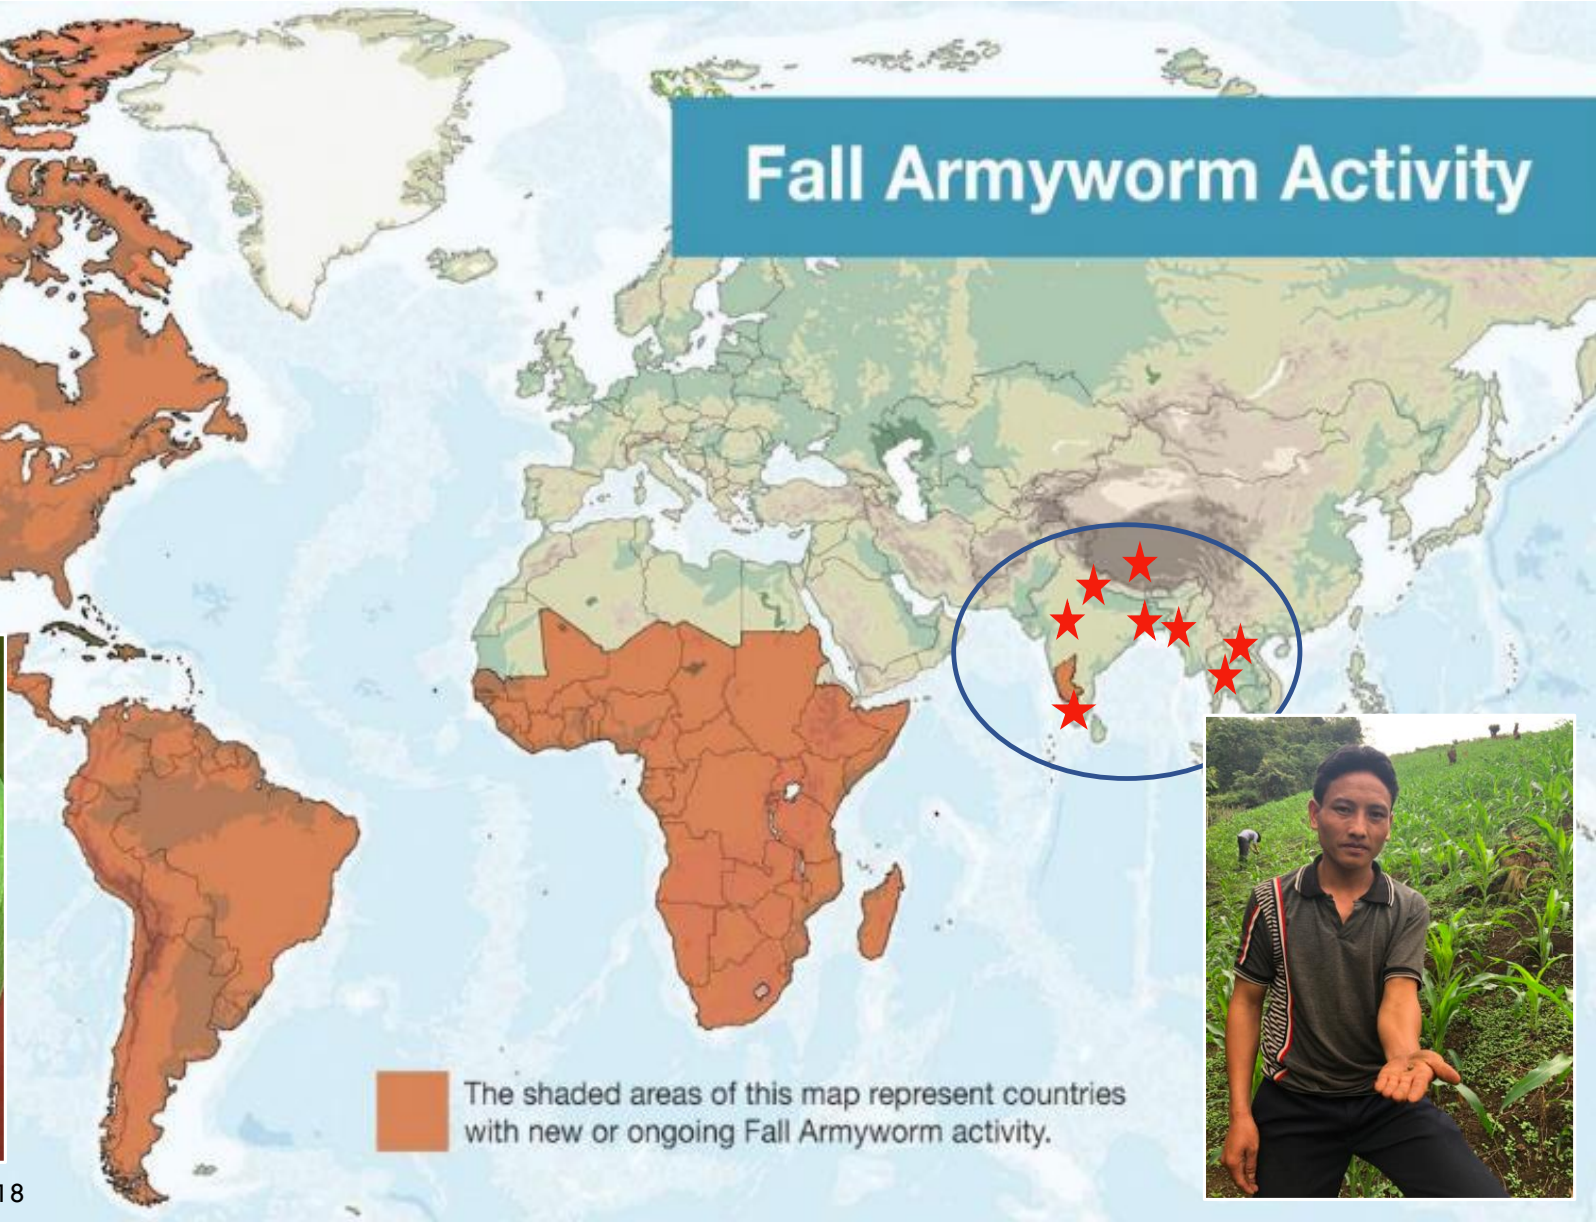 Fall Armyworm Activity
The shaded areas of this map represent countries
with new or ongoing Fall Armyworm activity.
18